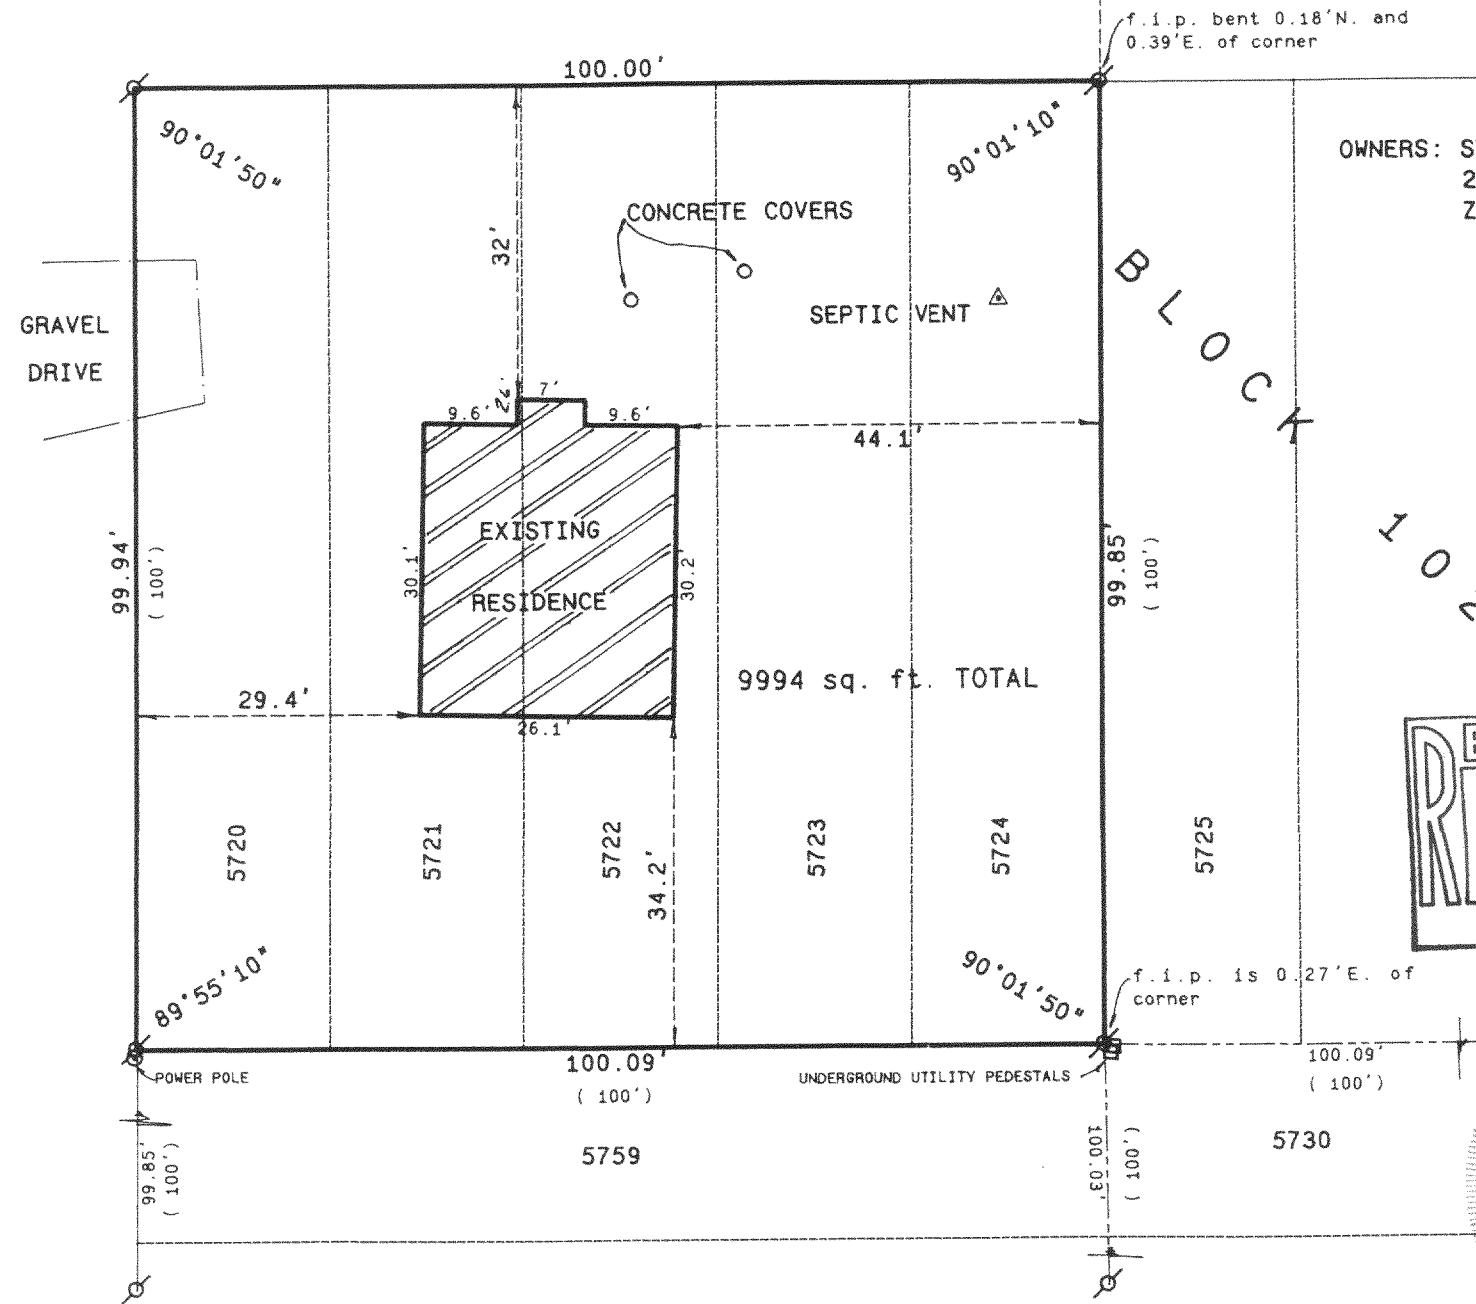 f.i.p. bent 0.18'N. and
0.39'E. of corner
100.00'
90°01'50"
90°01'10"
OWNERS: S
2
Z
CONCRETE COVERS
32'
SEPTIC VENT
GRAVEL
DRIVE
BLOCK
7'
26'
9.6'
9.6'
44.1'
99.94'
(100')
30.1'
EXISTING
RESIDENCE
30.2'
99.85'
(100')
10
9994 sq. ft. TOTAL
29.4'
26.1'
5720
5721
5722
5723
5724
5725
34.2'
R
89°55'10"
90°01'50"
f.i.p. is 0.27'E. of
corner
100.09'
(100')
POWER POLE
UNDERGROUND UTILITY PEDESTALS
100.09'
(100')
99.85'
(100')
5759
100.03'
(100')
5730